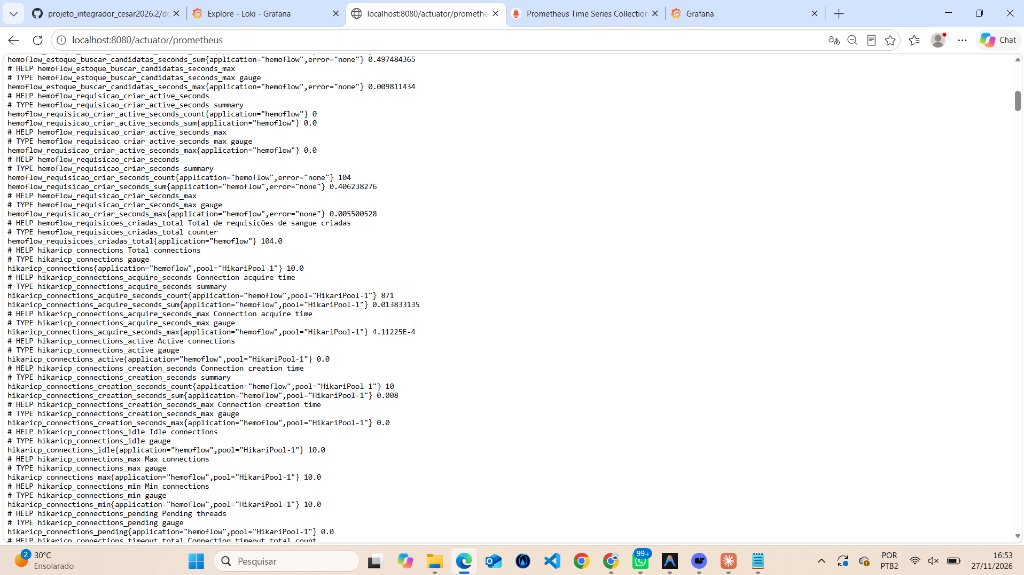 projeto_integrador_cesar2026.2/d
Explore - Loki - Grafana
localhost:8080/actuator/promethe
Prometheus Time Series Collection
Grafana
localhost:8080/actuator/prometheus
Chat
hemoflow_estoque_buscar_candidatas_seconds_sum{application="hemoflow",error="none"} 0.497484365
# HELP hemoflow_estoque_buscar_candidatas_seconds_max
# TYPE hemoflow_estoque_buscar_candidatas_seconds_max gauge
hemoflow_estoque_buscar_candidatas_seconds_max{application="hemoflow",error="none"} 0.009811434
# HELP hemoflow_requisicao_criar_active_seconds
# TYPE hemoflow_requisicao_criar_active_seconds summary
hemoflow_requisicao_criar_active_seconds_count{application="hemoflow"} 0
hemoflow_requisicao_criar_active_seconds_sum{application="hemoflow"} 0.0
# HELP hemoflow_requisicao_criar_active_seconds_max
# TYPE hemoflow_requisicao_criar_active_seconds_max gauge
hemoflow_requisicao_criar_active_seconds_max{application="hemoflow"} 0.0
# HELP hemoflow_requisicao_criar_seconds
# TYPE hemoflow_requisicao_criar_seconds summary
hemoflow_requisicao_criar_seconds_count{application="hemoflow",error="none"} 104
hemoflow_requisicao_criar_seconds_sum{application="hemoflow",error="none"} 0.406238276
# HELP hemoflow_requisicao_criar_seconds_max
# TYPE hemoflow_requisicao_criar_seconds_max gauge
hemoflow_requisicao_criar_seconds_max{application="hemoflow",error="none"} 0.005500528
# HELP hemoflow_requisicoes_criadas_total Total de requisições de sangue criadas
# TYPE hemoflow_requisicoes_criadas_total counter
hemoflow_requisicoes_criadas_total{application="hemoflow"} 104.0
# HELP hikaricp_connections Total connections
# TYPE hikaricp_connections gauge
hikaricp_connections{application="hemoflow",pool="HikariPool-1"} 10.0
# HELP hikaricp_connections_acquire_seconds Connection acquire time
# TYPE hikaricp_connections_acquire_seconds summary
hikaricp_connections_acquire_seconds_count{application="hemoflow",pool="HikariPool-1"} 871
hikaricp_connections_acquire_seconds_sum{application="hemoflow",pool="HikariPool-1"} 0.013833135
# HELP hikaricp_connections_acquire_seconds_max Connection acquire time
# TYPE hikaricp_connections_acquire_seconds_max gauge
hikaricp_connections_acquire_seconds_max{application="hemoflow",pool="HikariPool-1"} 4.11225E-4
# HELP hikaricp_connections_active Active connections
# TYPE hikaricp_connections_active gauge
hikaricp_connections_active{application="hemoflow",pool="HikariPool-1"} 0.0
# HELP hikaricp_connections_creation_seconds Connection creation time
# TYPE hikaricp_connections_creation_seconds summary
hikaricp_connections_creation_seconds_count{application="hemoflow",pool="HikariPool-1"} 10
hikaricp_connections_creation_seconds_sum{application="hemoflow",pool="HikariPool-1"} 0.008
# HELP hikaricp_connections_creation_seconds_max Connection creation time
# TYPE hikaricp_connections_creation_seconds_max gauge
hikaricp_connections_creation_seconds_max{application="hemoflow",pool="HikariPool-1"} 0.0
# HELP hikaricp_connections_idle Idle connections
# TYPE hikaricp_connections_idle gauge
hikaricp_connections_idle{application="hemoflow",pool="HikariPool-1"} 10.0
# HELP hikaricp_connections_max Max connections
# TYPE hikaricp_connections_max gauge
hikaricp_connections_max{application="hemoflow",pool="HikariPool-1"} 10.0
# HELP hikaricp_connections_min Min connections
# TYPE hikaricp_connections_min gauge
hikaricp_connections_min{application="hemoflow",pool="HikariPool-1"} 10.0
# HELP hikaricp_connections_pending Pending threads
# TYPE hikaricp_connections_pending gauge
hikaricp_connections_pending{application="hemoflow",pool="HikariPool-1"} 0.0
# HELP hikaricp_connections_timeout_total Connection timeout total count
2
30°C
Ensolarado
Pesquisar
99+
POR
PTB2
16:53
27/11/2026